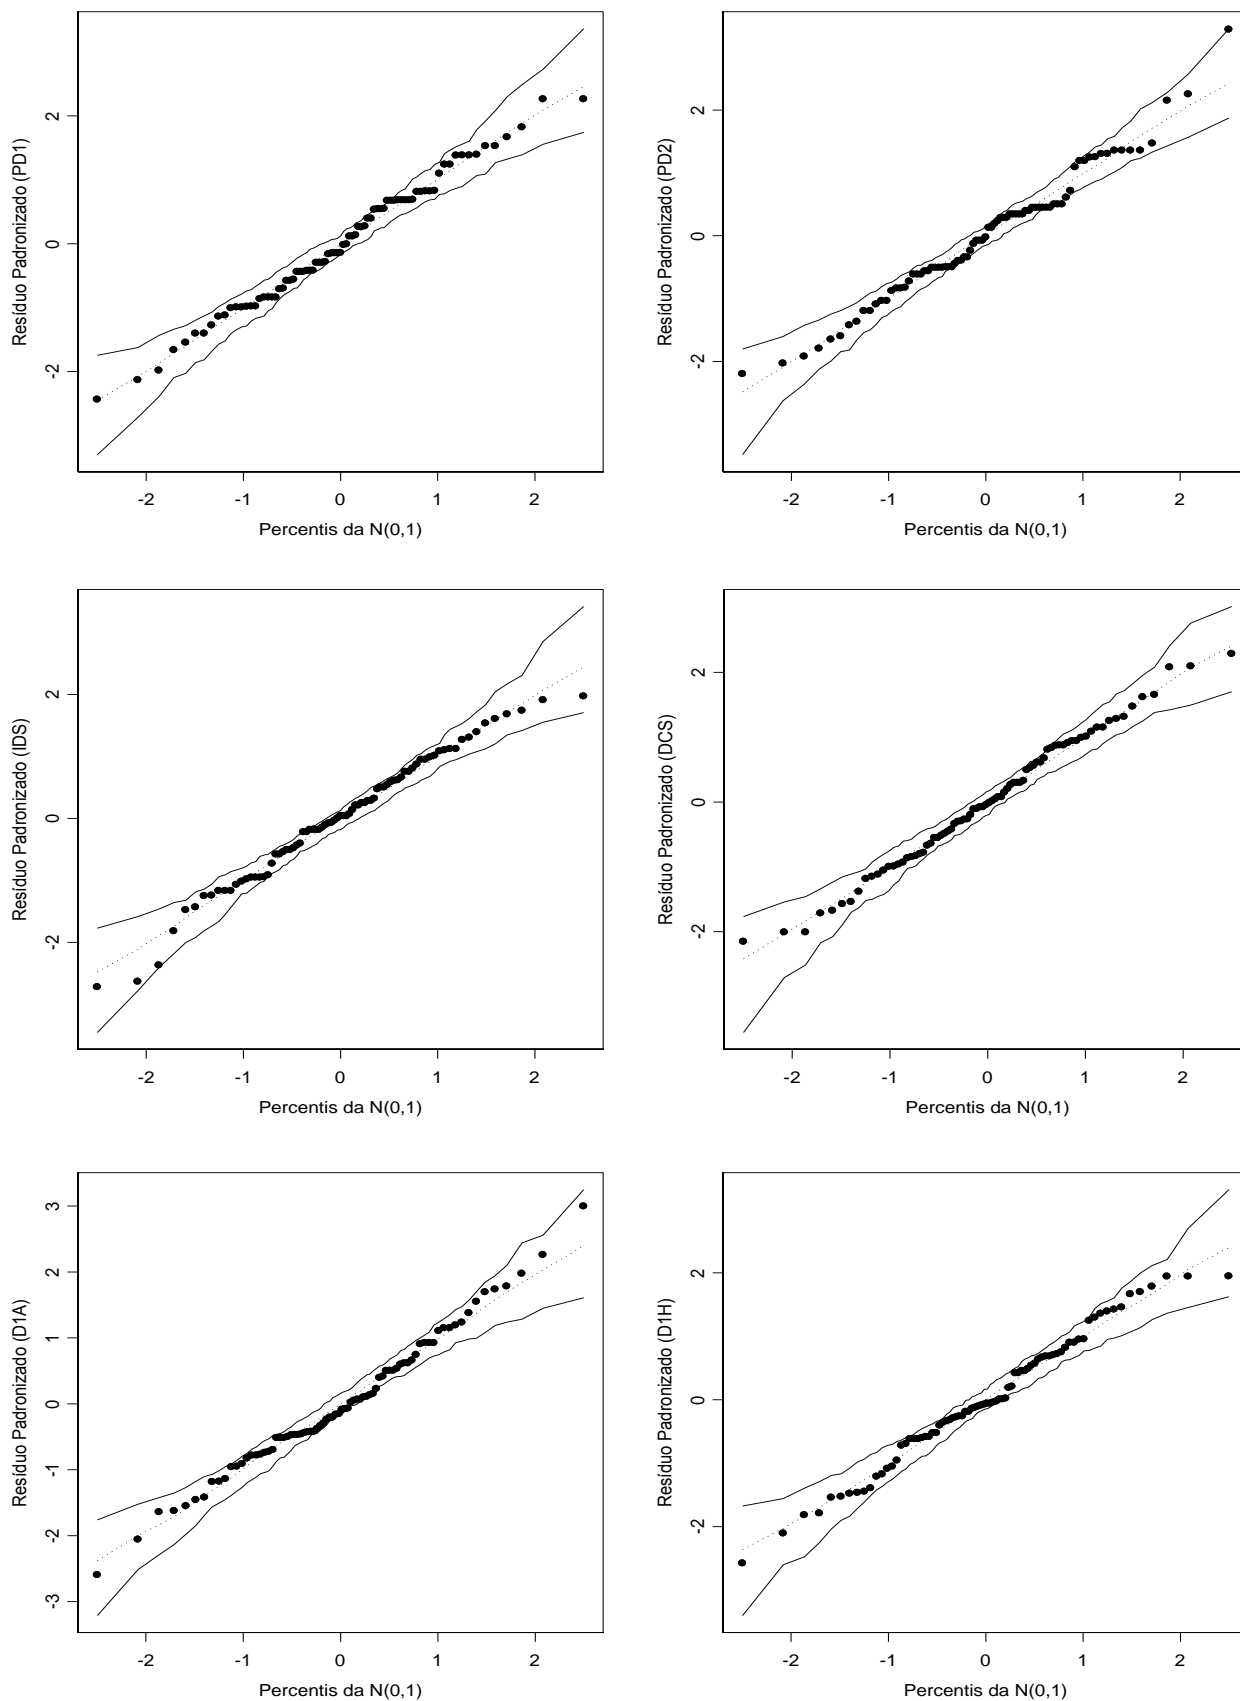 Resíduo Padronizado (PD1)
2
0
-2
-2 -1 0 1 2
Percentis da N(0,1)
Resíduo Padronizado (PD2)
2
0
-2
-2 -1 0 1 2
Percentis da N(0,1)
Resíduo Padronizado (IDS)
2
0
-2
-2 -1 0 1 2
Percentis da N(0,1)
Resíduo Padronizado (DCS)
2
0
-2
-2 -1 0 1 2
Percentis da N(0,1)
Resíduo Padronizado (D1A)
3
2
1
0
-1
-2
-3
-2 -1 0 1 2
Percentis da N(0,1)
Resíduo Padronizado (D1H)
2
0
-2
-2 -1 0 1 2
Percentis da N(0,1)